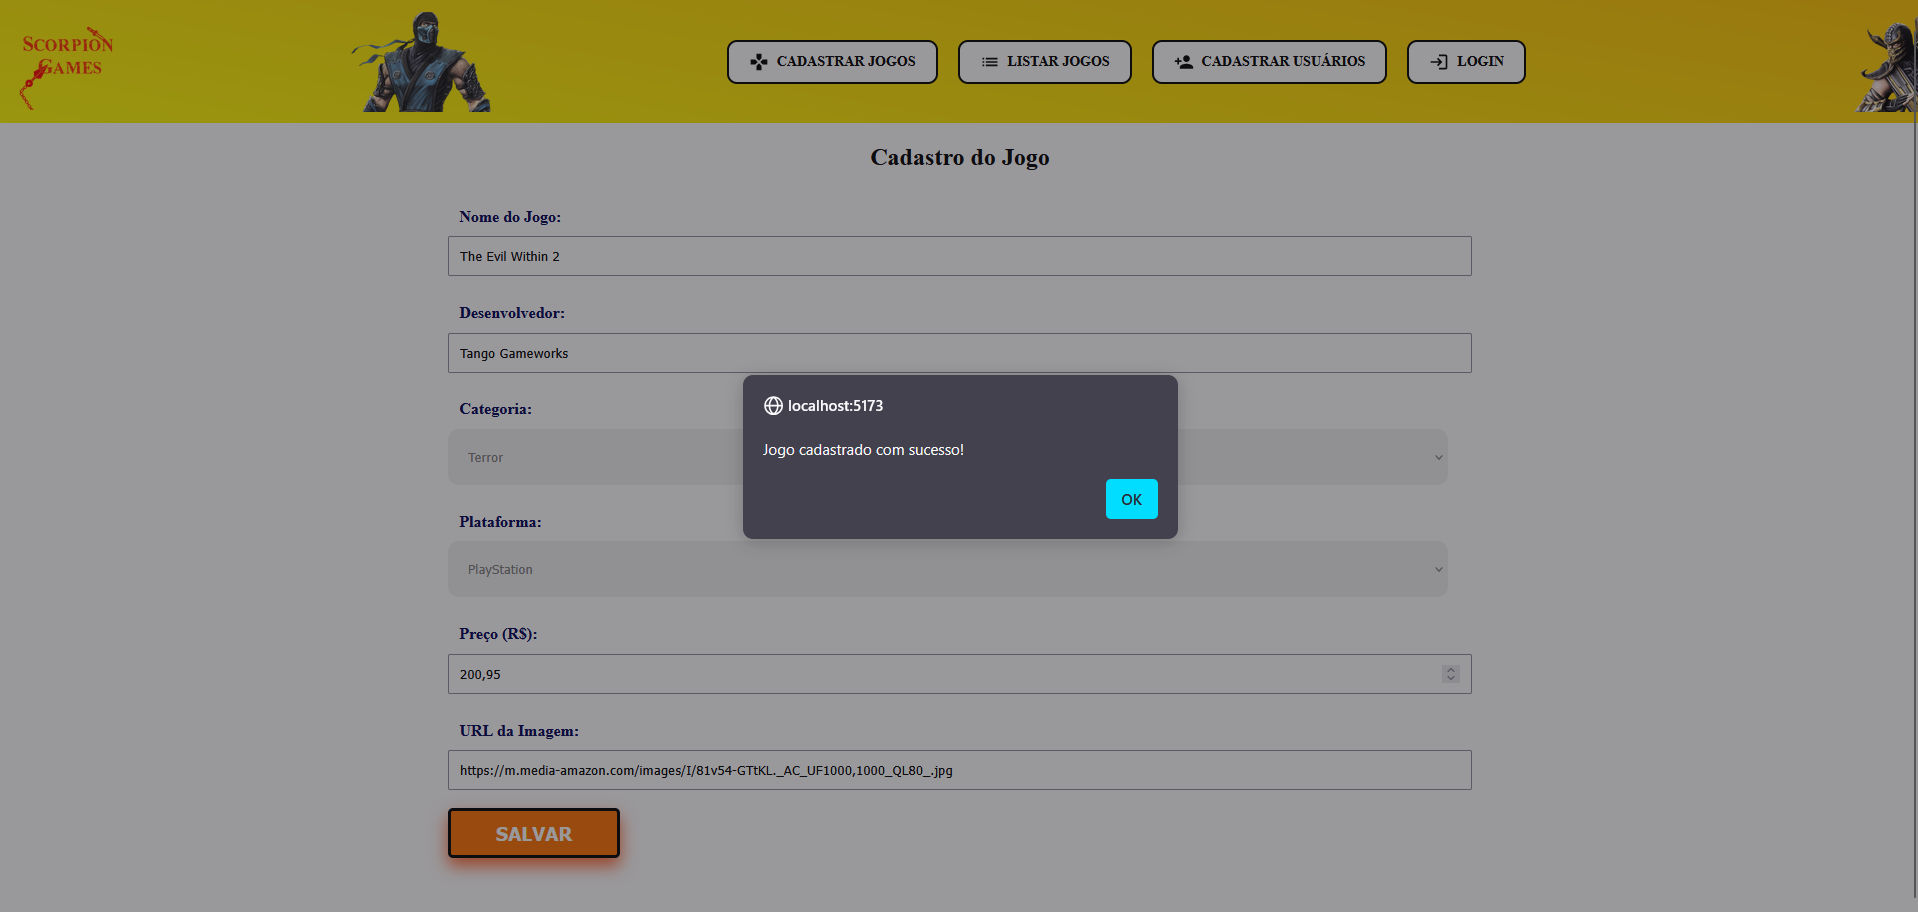 SCORPION
GAMES
CADASTRAR JOGOS
LISTAR JOGOS
CADASTRAR USUÁRIOS
LOGIN
Cadastro do Jogo
Nome do Jogo:
The Evil Within 2
Desenvolvedor:
Tango Gameworks
localhost:5173
Jogo cadastrado com sucesso!
OK
Categoria:
Terror
Plataforma:
PlayStation
Preço (R$):
200,95
URL da Imagem:
https://m.media-amazon.com/images/I/81v54-GTtKL._AC_UF1000,1000_QL80_.jpg
SALVAR